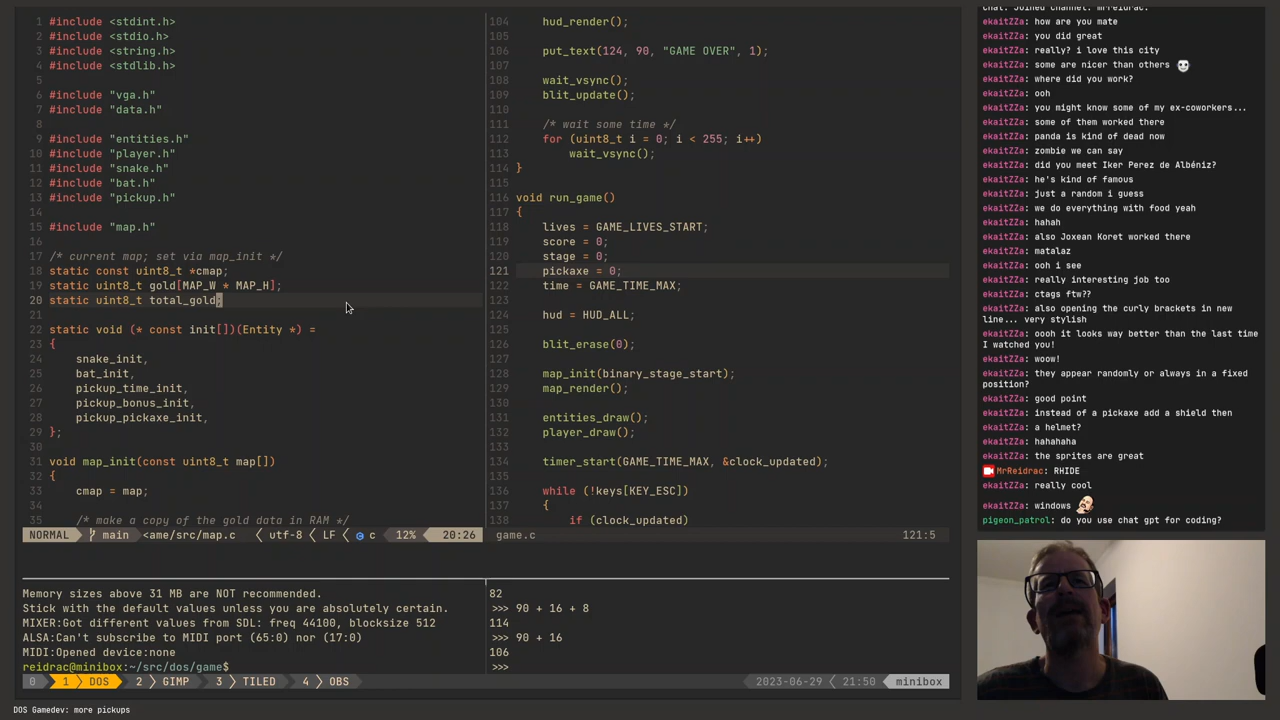 1 #include <stdint.h>
2 #include <stdio.h>
3 #include <string.h>
4 #include <stdlib.h>
5
6 #include "vga.h"
7 #include "data.h"
8
9 #include "entities.h"
10 #include "player.h"
11 #include "snake.h"
12 #include "bat.h"
13 #include "pickup.h"
14
15 #include "map.h"
16
17 /* current map; set via map_init */
18 static const uint8_t *cmap;
19 static uint8_t gold[MAP_W * MAP_H];
20 static uint8_t total_gold;
21
22 static void (* const init[])(Entity *) =
23 {
24 snake_init,
25 bat_init,
26 pickup_time_init,
27 pickup_bonus_init,
28 pickup_pickaxe_init,
29 };
30
31 void map_init(const uint8_t map[])
32 {
33 cmap = map;
34
35 /* make a copy of the gold data in RAM */
NORMAL main <ame/src/map.c utf-8 LF c 12% 20:26
104 hud_render();
105
106 put_text(124, 90, "GAME OVER", 1);
107
108 wait_vsync();
109 blit_update();
110
111 /* wait some time */
112 for (uint8_t i = 0; i < 255; i++)
113 wait_vsync();
114 }
115
116 void run_game()
117 {
118 lives = GAME_LIVES_START;
119 score = 0;
120 stage = 0;
121 pickaxe = 0;
122 time = GAME_TIME_MAX;
123
124 hud = HUD_ALL;
125
126 blit_erase(0);
127
128 map_init(binary_stage_start);
129 map_render();
130
131 entities_draw();
132 player_draw();
133
134 timer_start(GAME_TIME_MAX, &clock_updated);
135
136 while (!keys[KEY_ESC])
137 {
138 if (clock_updated)
game.c 121:5
Memory sizes above 31 MB are NOT recommended.
Stick with the default values unless you are absolutely certain.
MIXER:Got different values from SDL: freq 44100, blocksize 512
ALSA:Can't subscribe to MIDI port (65:0) nor (17:0)
MIDI:Opened device:none
reidrac@minibox:~/src/dos/game$
82
>>> 90 + 16 + 8
114
>>> 90 + 16
106
>>>
0 1 DOS 2 GIMP 3 TILED 4 OBS 2023-06-29 21:50 minibox
DOS Gamedev: more pickups
chat. Joined channel: mrreidrac.
ekaitZZa: how are you mate
ekaitZZa: you did great
ekaitZZa: really? i love this city
ekaitZZa: some are nicer than others
ekaitZZa: where did you work?
ekaitZZa: ooh
ekaitZZa: you might know some of my ex-coworkers...
ekaitZZa: some of them worked there
ekaitZZa: panda is kind of dead now
ekaitZZa: zombie we can say
ekaitZZa: did you meet Iker Perez de Albéniz?
ekaitZZa: he's kind of famous
ekaitZZa: just a random i guess
ekaitZZa: we do everything with food yeah
ekaitZZa: hahah
ekaitZZa: also Joxean Koret worked there
ekaitZZa: matalaz
ekaitZZa: ooh i see
ekaitZZa: ctags ftw??
ekaitZZa: also opening the curly brackets in new
line... very stylish
ekaitZZa: oooh it looks way better than the last time
I watched you!
ekaitZZa: woow!
ekaitZZa: they appear randomly or always in a fixed
position?
ekaitZZa: good point
ekaitZZa: instead of a pickaxe add a shield then
ekaitZZa: a helmet?
ekaitZZa: hahahaha
ekaitZZa: the sprites are great
MrReidrac: RHIDE
ekaitZZa: really cool
ekaitZZa: windows
pigeon_patrol: do you use chat gpt for coding?